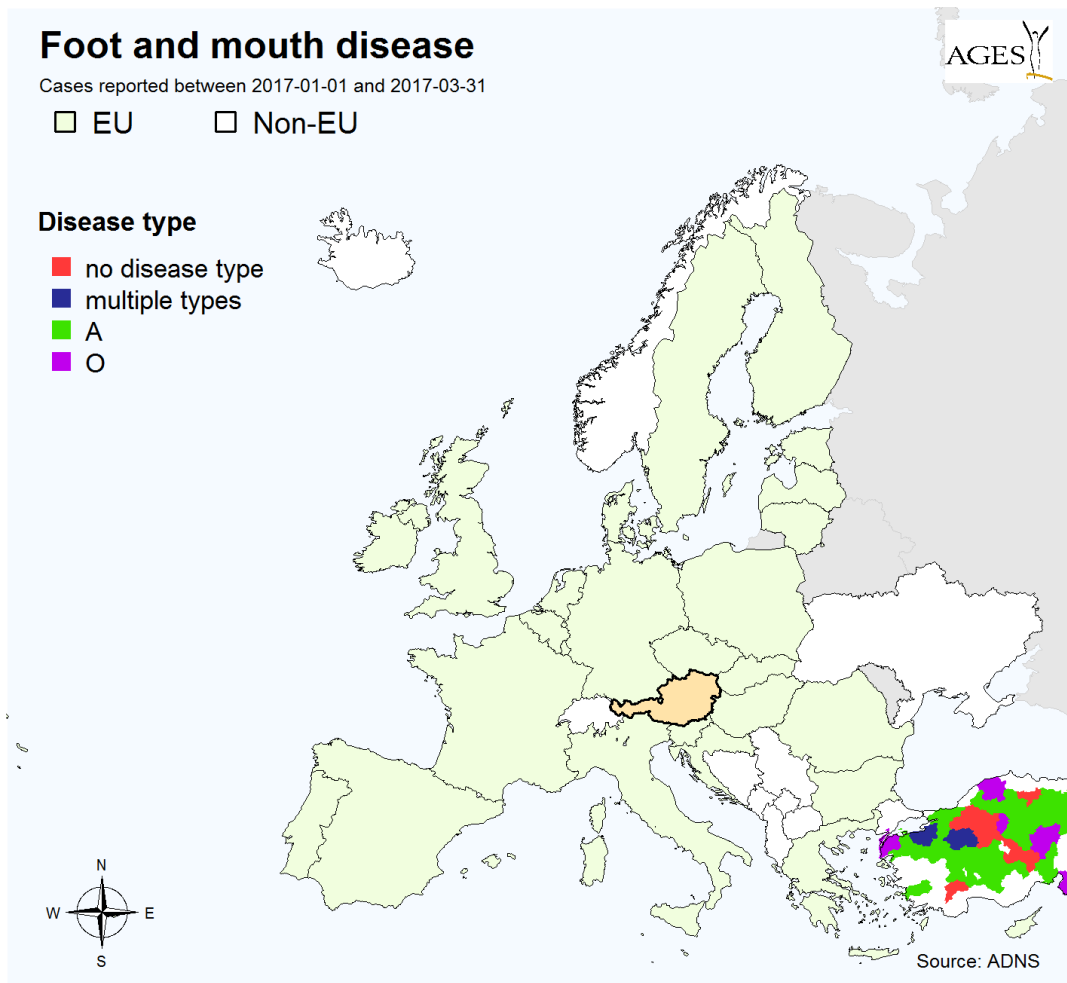 Foot and mouth disease
Cases reported between 2017-01-01 and 2017-03-31
EU
Non-EU
AGES
Disease type
no disease type
multiple types
A
O
N
W
E
S
Source: ADNS